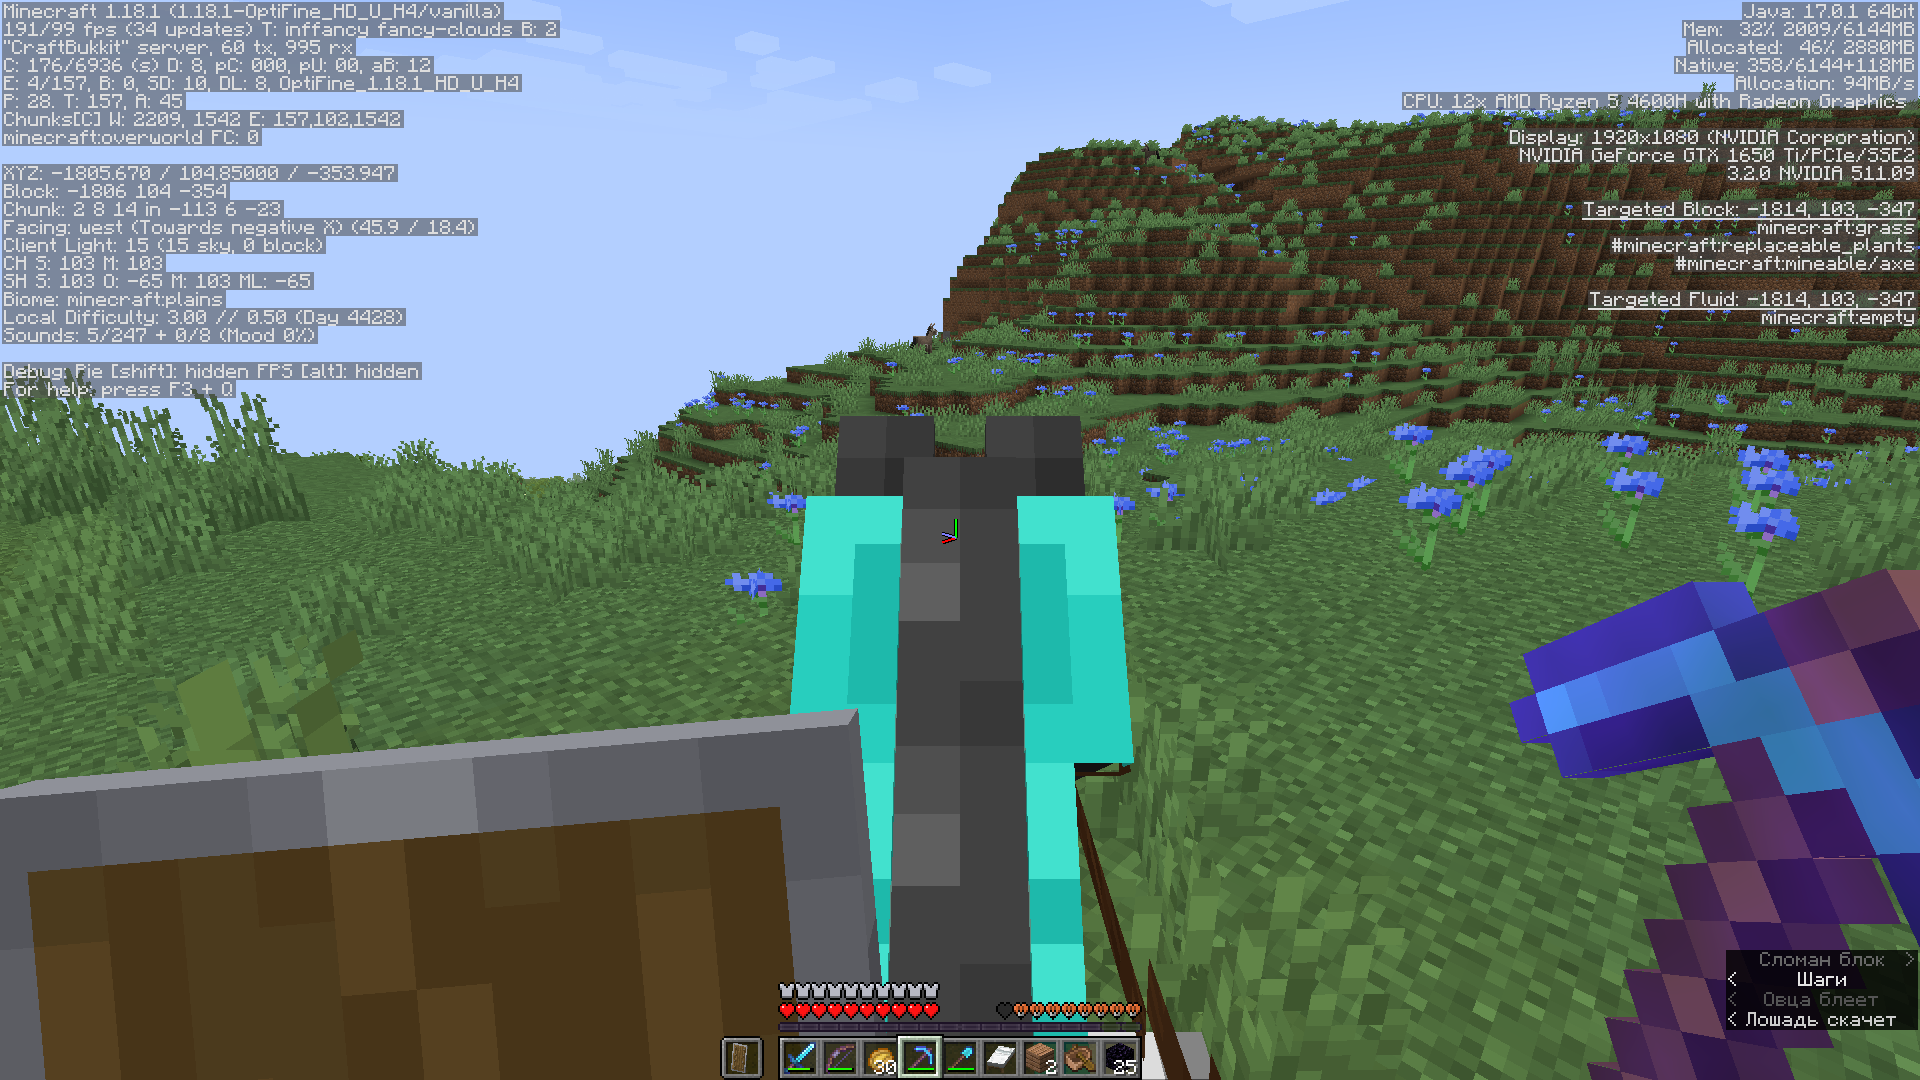 Minecraft 1.18.1 (1.18.1-OptiFine_HD_U_H4/vanilla)
191/99 fps (34 updates) T: inffancy fancy-clouds B: 2
"CraftBukkit" server, 60 tx, 995 rx
C: 176/6936 (s) D: 8, pC: 000, pU: 00, aB: 12
E: 4/157, B: 0, SD: 10, DL: 8, OptiFine_1.18.1_HD_U_H4
P: 28. T: 157, A: 45
Chunks[C] W: 2209, 1542 E: 157,102,1542
minecraft:overworld FC: 0
XYZ: -1805.670 / 104.85000 / -353.947
Block: -1806 104 -354
Chunk: 2 8 14 in -113 6 -23
Facing: west (Towards negative X) (45.9 / 18.4)
Client Light: 15 (15 sky, 0 block)
CH S: 103 M: 103
SH S: 103 O: -65 M: 103 ML: -65
Biome: minecraft:plains
Local Difficulty: 3.00 // 0.50 (Day 4428)
Sounds: 5/247 + 0/8 (Mood 0%)
Debug: Pie [shift]: hidden FPS [alt]: hidden
For help: press F3 + Q
Java: 17.0.1 64bit
Mem: 32% 2009/6144MB
Allocated: 46% 2880MB
Native: 358/6144+118MB
Allocation: 94MB/s
CPU: 12x AMD Ryzen 5 4600H with Radeon Graphics
Display: 1920x1080 (NVIDIA Corporation)
NVIDIA GeForce GTX 1650 Ti/PCIe/SSE2
3.2.0 NVIDIA 511.09
Targeted Block: -1814, 103, -347
minecraft:grass
#minecraft:replaceable_plants
#minecraft:mineable/axe
Targeted Fluid: -1814, 103, -347
minecraft:empty
Сломан блок >
< Шаги
< Овца блеет
< Лошадь скачет
30
2
25